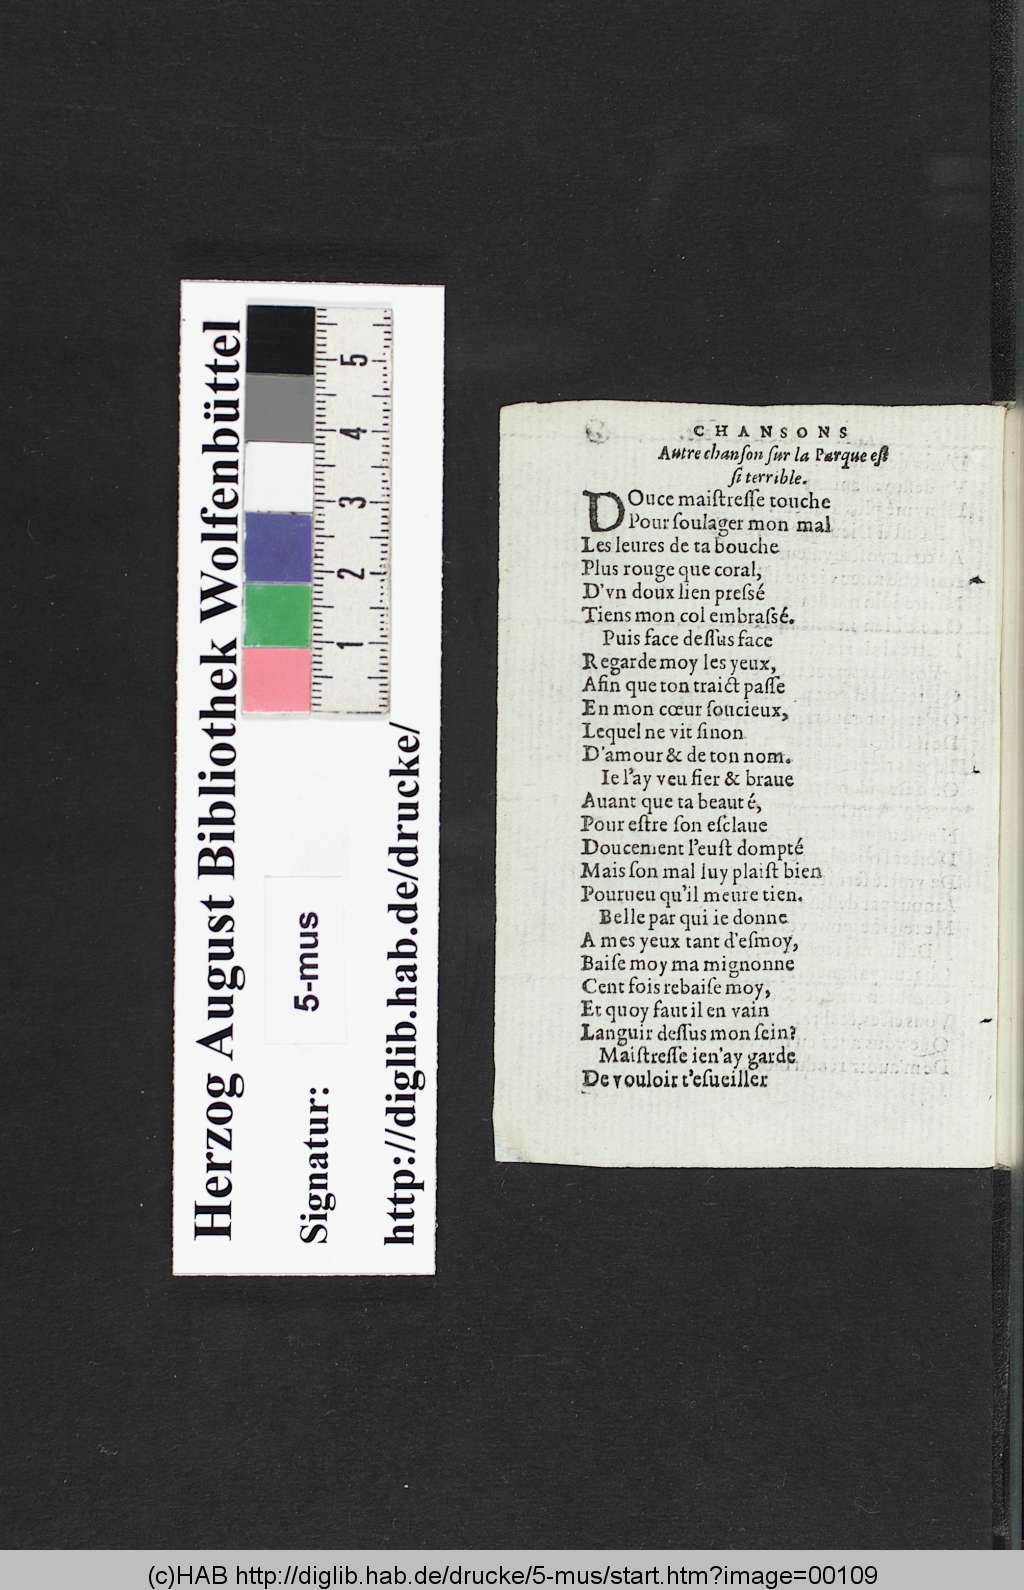 Herzog August Bibliothek Wolfenbüttel
Signatur: 5-mus
http://diglib.hab.de/drucke/
1 2 3 4 5
CHANSONS
Autre chanſon ſur la Parque eſt
ſi terrible.
DOuce maiſtreſſe touche
Pour ſoulager mon mal
Les leures de ta bouche
Plus rouge que coral,
D'vn doux lien preſsé
Tiens mon col embraſsé.
Puis face deſſus face
Regarde moy les yeux,
Afin que ton traict paſſe
En mon cœur ſoucieux,
Lequel ne vit ſinon
D'amour & de ton nom.
Ie l'ay veu fier & braue
Auant que ta beauté,
Pour eſtre ſon eſclaue
Doucement l'euſt dompté
Mais ſon mal luy plaiſt bien
Pourueu qu'il meure tien.
Belle par qui ie donne
A mes yeux tant d'eſmoy,
Baiſe moy ma mignonne
Cent fois rebaiſe moy,
Et quoy faut il en vain
Languir deſſus mon ſein?
Maiſtreſſe ien'ay garde
De vouloir t'eſueiller
(c)HAB http://diglib.hab.de/drucke/5-mus/start.htm?image=00109